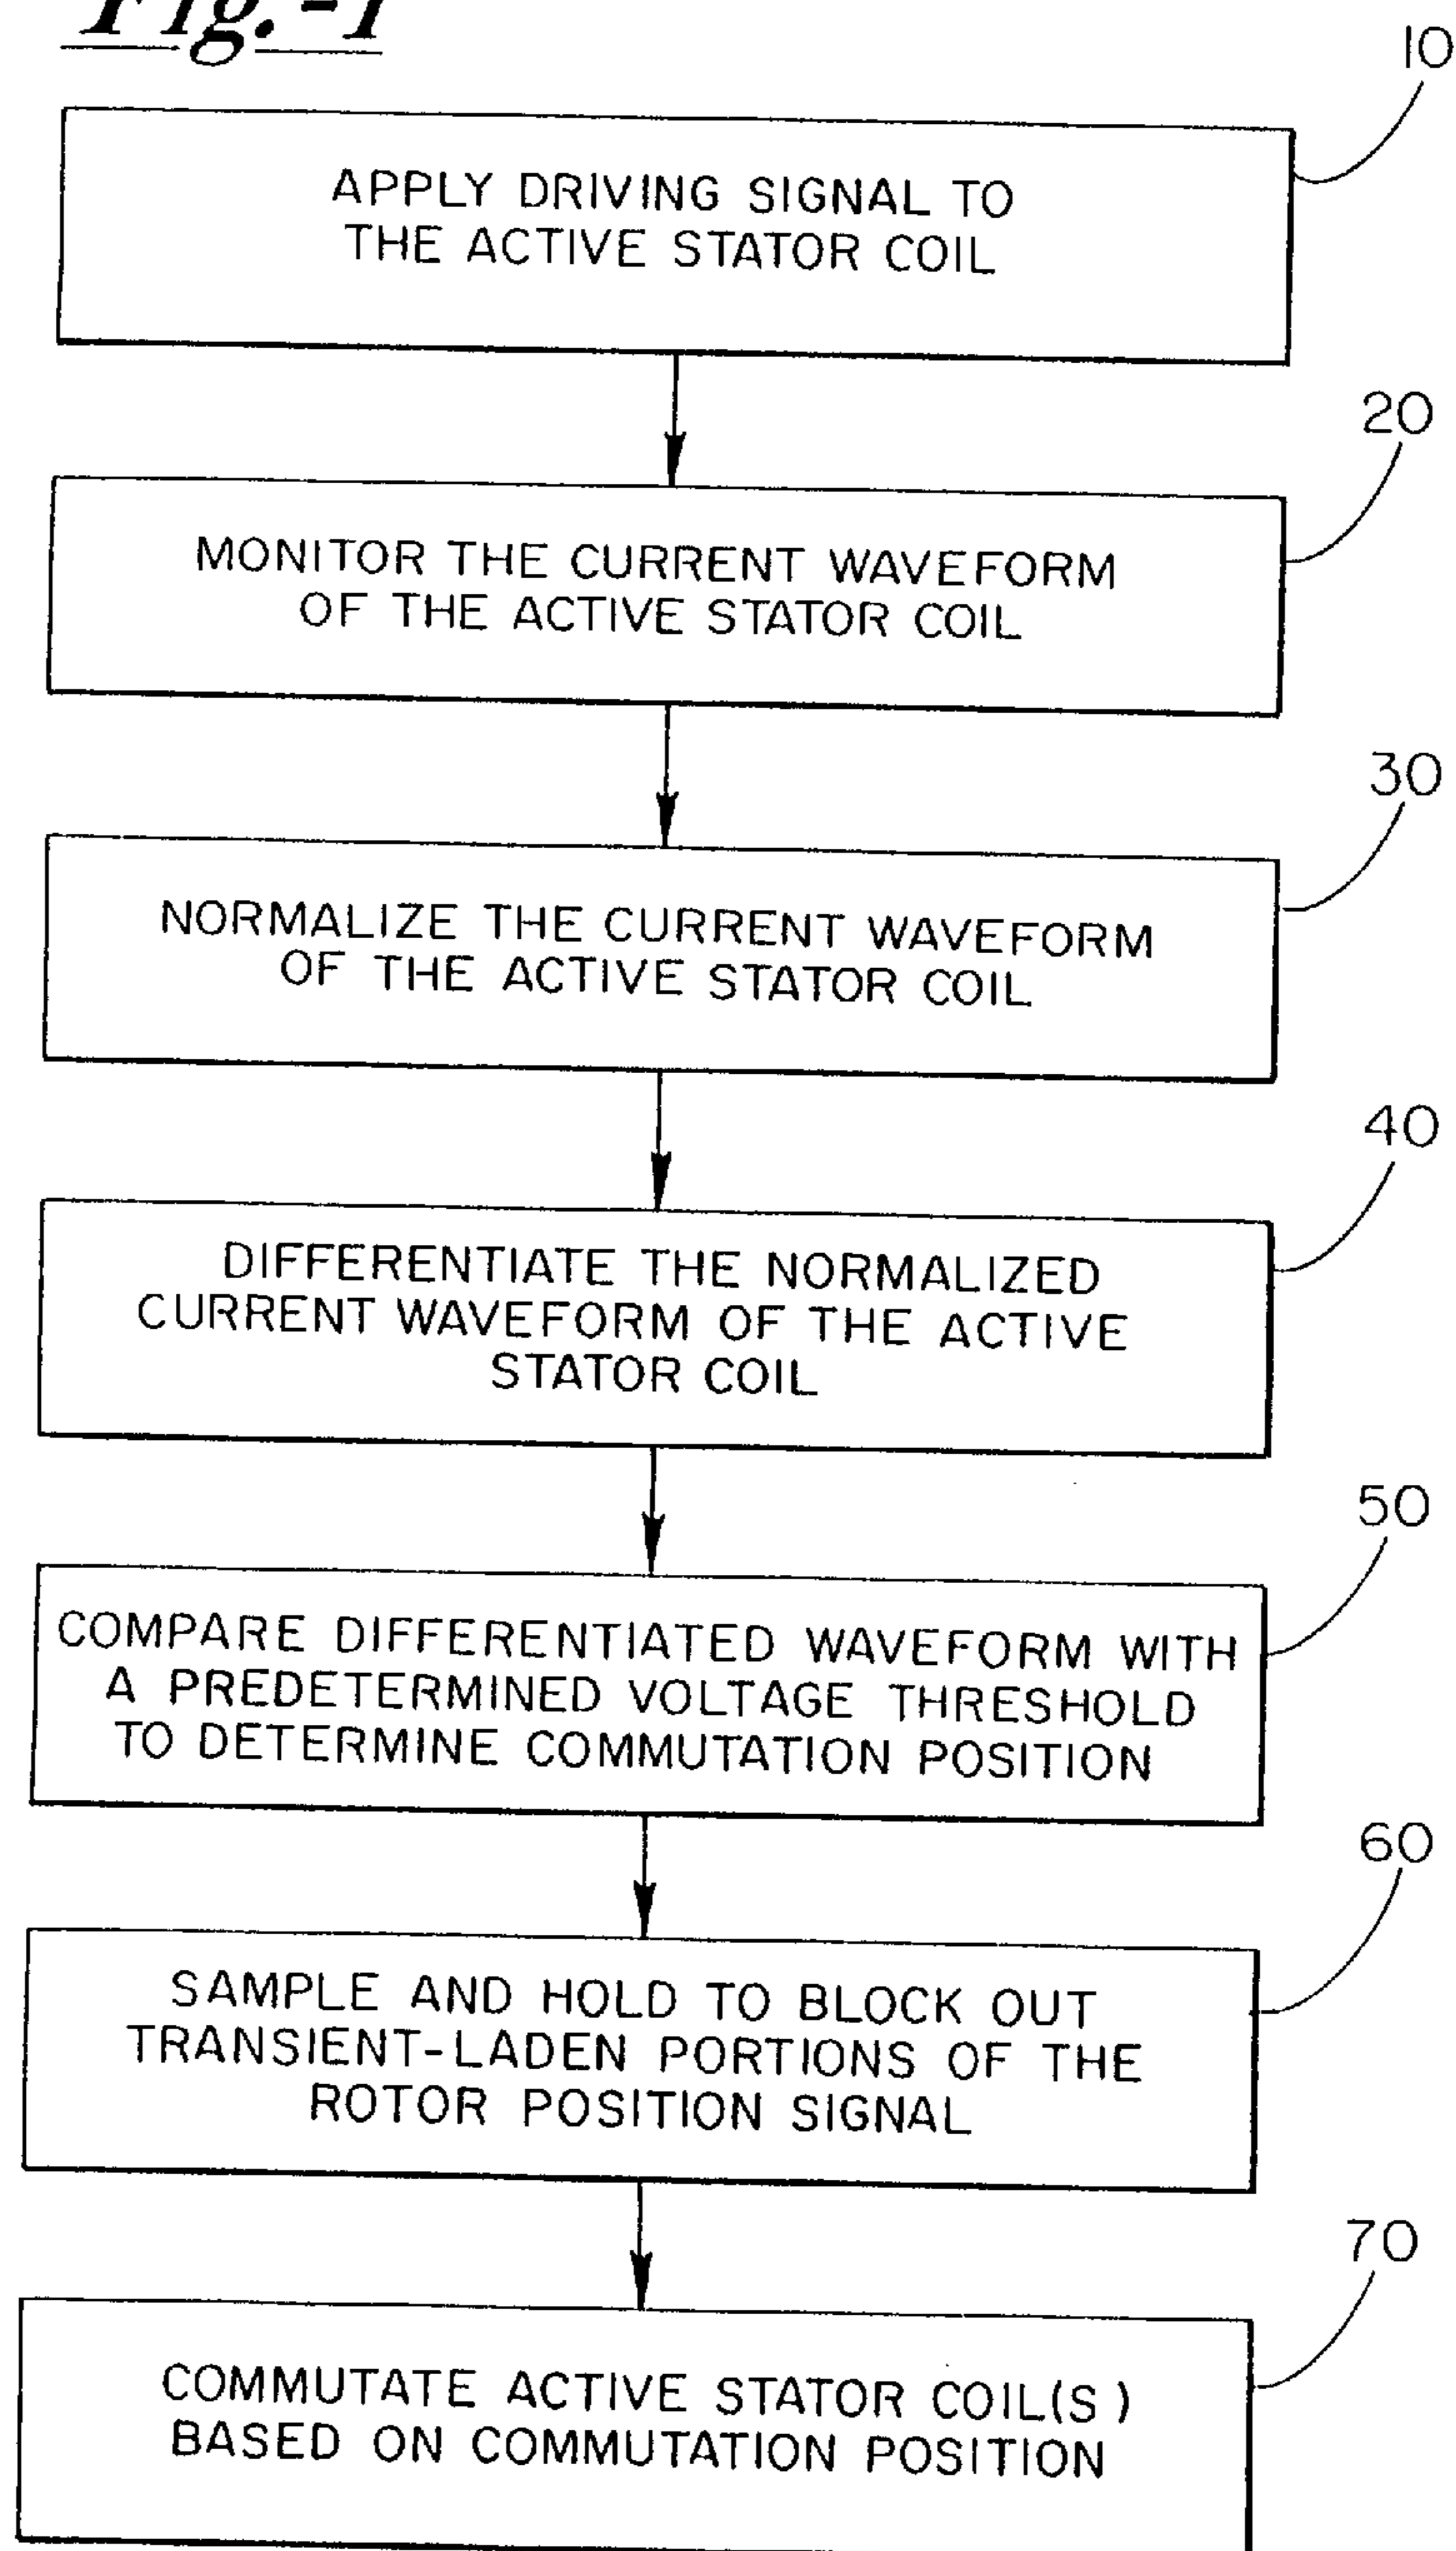 Fig.-1
10
APPLY DRIVING SIGNAL TO
THE ACTIVE STATOR COIL
20
MONITOR THE CURRENT WAVEFORM
OF THE ACTIVE STATOR COIL
30
NORMALIZE THE CURRENT WAVEFORM
OF THE ACTIVE STATOR COIL
40
DIFFERENTIATE THE NORMALIZED
CURRENT WAVEFORM OF THE ACTIVE
STATOR COIL
50
COMPARE DIFFERENTIATED WAVEFORM WITH
A PREDETERMINED VOLTAGE THRESHOLD
TO DETERMINE COMMUTATION POSITION
60
SAMPLE AND HOLD TO BLOCK OUT
TRANSIENT-LADEN PORTIONS OF THE
ROTOR POSITION SIGNAL
70
COMMUTATE ACTIVE STATOR COIL(S)
BASED ON COMMUTATION POSITION